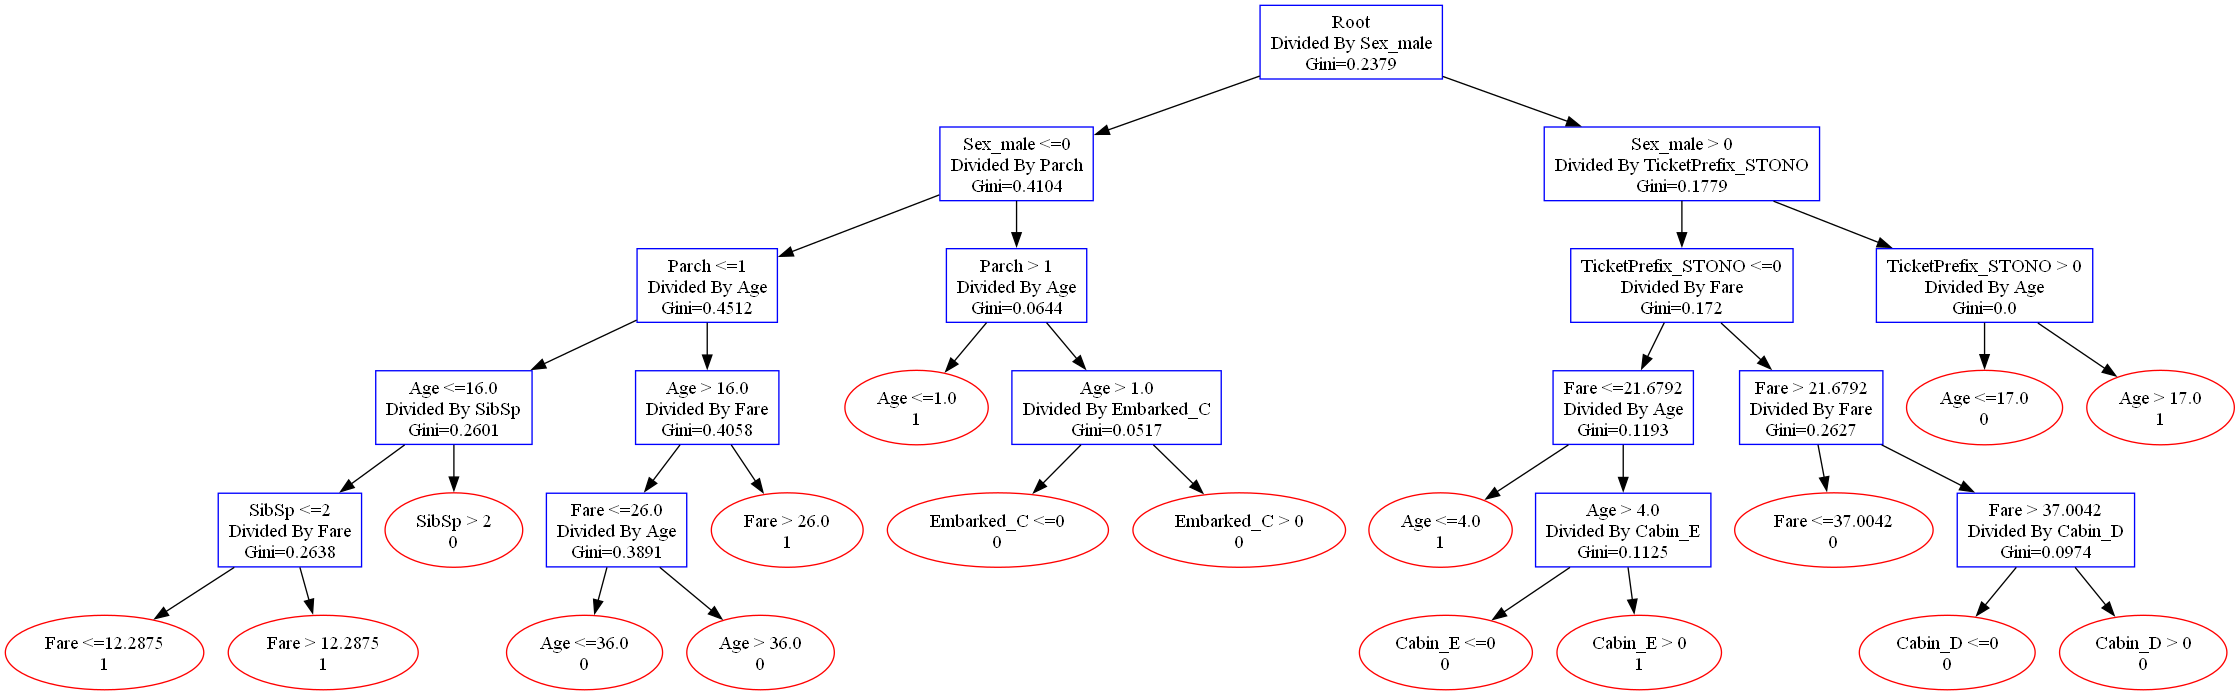 Root
Divided By Sex_male
Gini=0.2379
Sex_male <=0
Divided By Parch
Gini=0.4104
Sex_male > 0
Divided By TicketPrefix_STONO
Gini=0.1779
Parch <=1
Divided By Age
Gini=0.4512
Parch > 1
Divided By Age
Gini=0.0644
TicketPrefix_STONO <=0
Divided By Fare
Gini=0.172
TicketPrefix_STONO > 0
Divided By Age
Gini=0.0
Age <=16.0
Divided By SibSp
Gini=0.2601
Age > 16.0
Divided By Fare
Gini=0.4058
Age <=1.0
1
Age > 1.0
Divided By Embarked_C
Gini=0.0517
Fare <=21.6792
Divided By Age
Gini=0.1193
Fare > 21.6792
Divided By Fare
Gini=0.2627
Age <=17.0
0
Age > 17.0
1
SibSp <=2
Divided By Fare
Gini=0.2638
SibSp > 2
0
Fare <=26.0
Divided By Age
Gini=0.3891
Fare > 26.0
1
Embarked_C <=0
0
Embarked_C > 0
0
Age <=4.0
1
Age > 4.0
Divided By Cabin_E
Gini=0.1125
Fare <=37.0042
0
Fare > 37.0042
Divided By Cabin_D
Gini=0.0974
Fare <=12.2875
1
Fare > 12.2875
1
Age <=36.0
0
Age > 36.0
0
Cabin_E <=0
0
Cabin_E > 0
1
Cabin_D <=0
0
Cabin_D > 0
0